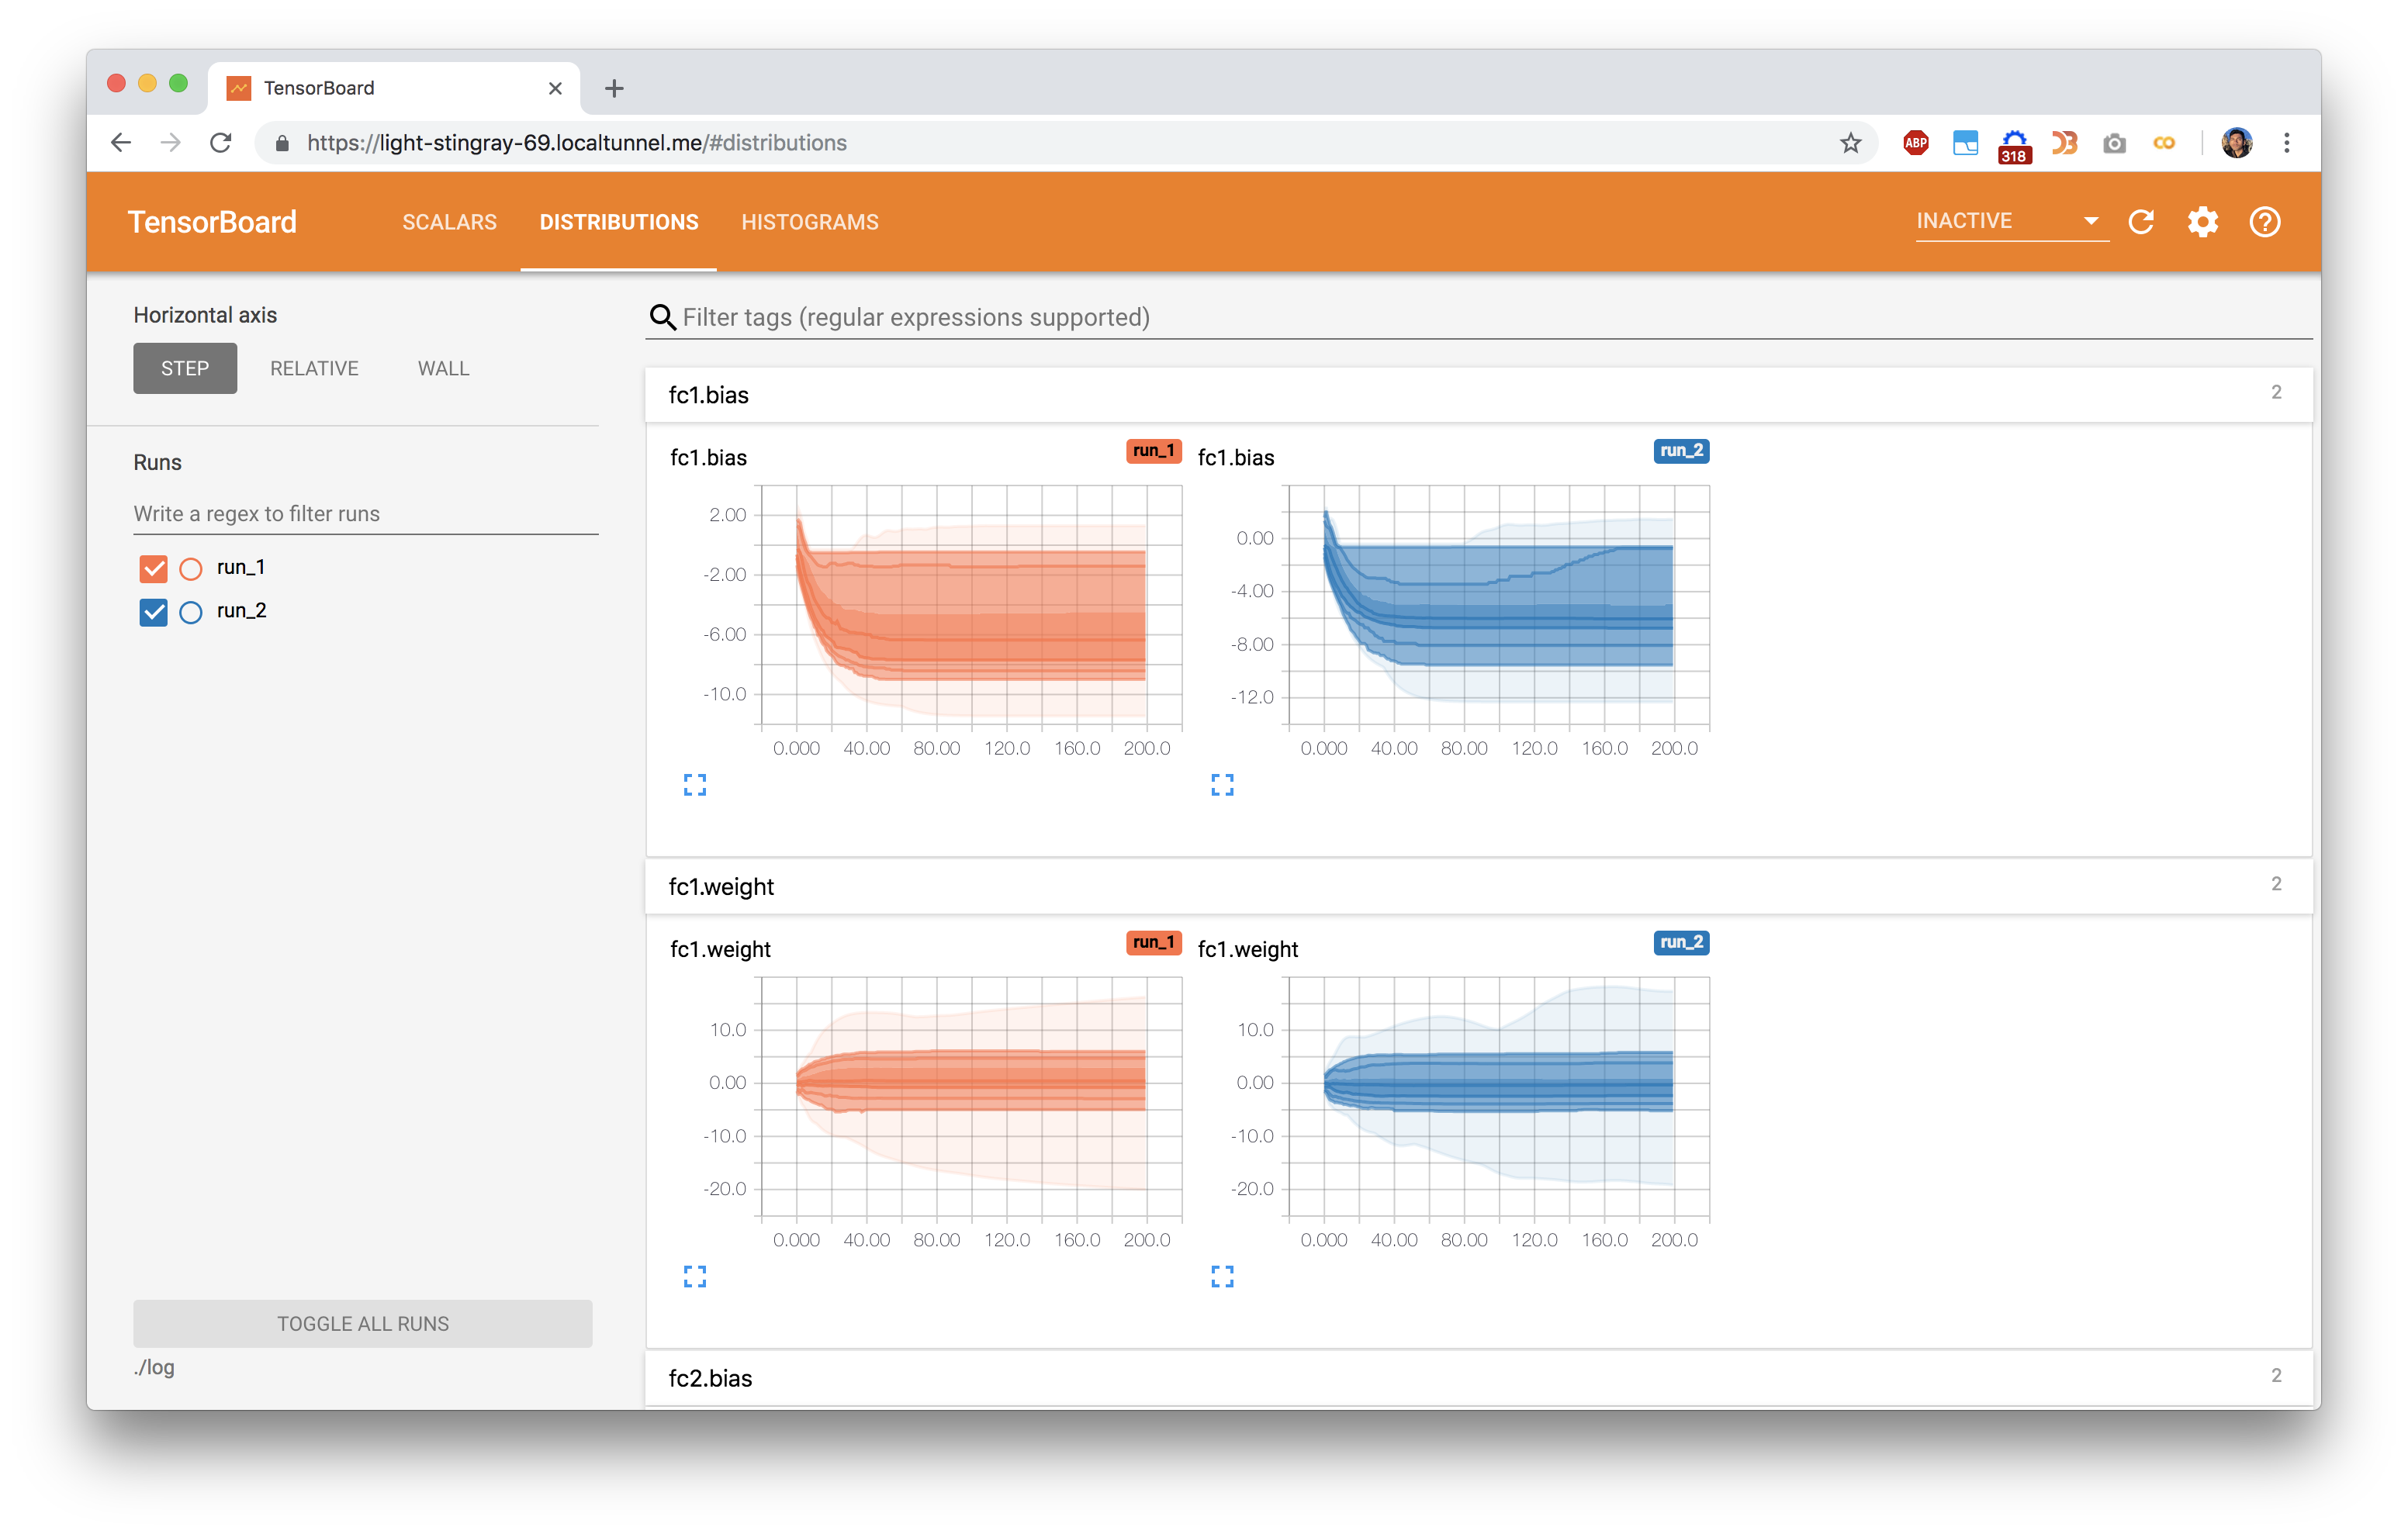 TensorBoard
https://light-stingray-69.localtunnel.me/#distributions
ABP
318
TensorBoard SCALARS DISTRIBUTIONS HISTOGRAMS INACTIVE
Horizontal axis
STEP RELATIVE WALL
Runs
Write a regex to filter runs
run_1
run_2
TOGGLE ALL RUNS
./log
Filter tags (regular expressions supported)
fc1.bias 2
fc1.bias run_1
2.00
-2.00
-6.00
-10.0
0.000 40.00 80.00 120.0 160.0 200.0
fc1.bias run_2
0.00
-4.00
-8.00
-12.0
0.000 40.00 80.00 120.0 160.0 200.0
fc1.weight 2
fc1.weight run_1
10.0
0.00
-10.0
-20.0
0.000 40.00 80.00 120.0 160.0 200.0
fc1.weight run_2
10.0
0.00
-10.0
-20.0
0.000 40.00 80.00 120.0 160.0 200.0
fc2.bias 2